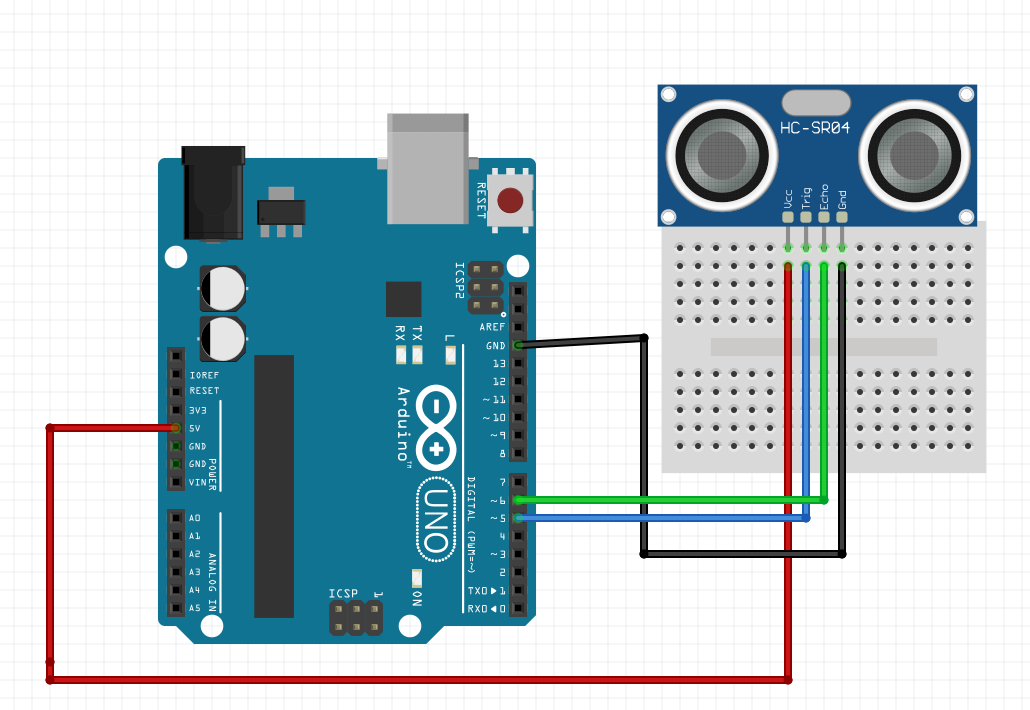 HC-SR04
Vcc
Trig
Echo
Gnd
RESET
ICSP2
AREF
GND
13
12
~11
~10
~9
8
7
~6
~5
4
~3
2
TX0▶1
RX0◀0
DIGITAL (PWM=~)
RX
TX
L
Arduino™
UNO
IOREF
RESET
3V3
5V
GND
GND
VIN
POWER
A0
A1
A2
A3
A4
A5
ANALOG IN
ICSP
1
ON